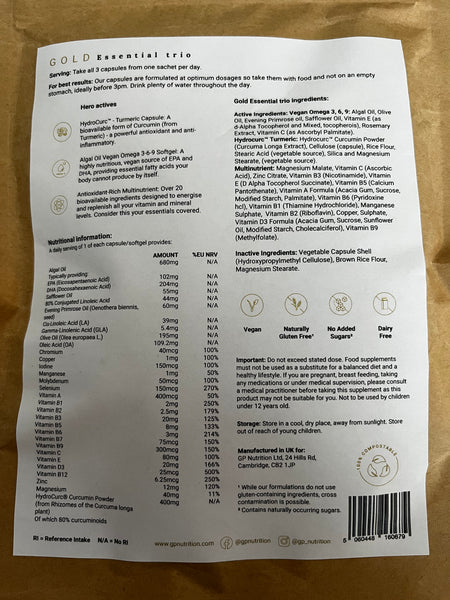 GOLD Essential trio
Serving: Take all 3 capsules from one sachet per day.
For best results: Our capsules are formulated at optimum dosages so take them with food and not on an empty
stomach, ideally before 3pm. Drink plenty of water throughout the day.
Hero actives
HydroCurc™ - Turmeric Capsule: A
bioavailable form of Curcumin (from
Turmeric) - a powerful antioxidant and anti-
inflammatory.
Algal Oil Vegan Omega 3-6-9 Softgel: A
highly nutritious, vegan source of EPA and
DHA, providing essential fatty acids your
body cannot produce by itself.
Antioxidant-Rich Multinutrient: Over 20
bioavailable ingredients designed to energise
and replenish all your vitamin and mineral
levels. Consider this your essentials covered.
Nutritional information:
A daily serving of 1 of each capsule/softgel provides:
AMOUNT %EU NRV
Algal Oil 680mg N/A
Typically providing
EPA (Eicosapentaenoic Acid) 102mg N/A
DHA (Docosahexaenoic Acid) 204mg N/A
Safflower Oil 55mg N/A
80% Conjugated Linoleic Acid 44mg N/A
Evening Primrose Oil (Oenothera biennis, 60mg N/A
seed)
Cis-Linoleic Acid (LA) 39mg N/A
Gamma-Linolenic Acid (GLA) 5.4mg N/A
Olive Oil (Olea europaea L.) 195mg N/A
Oleic Acid (OA) 109.2mg N/A
Chromium 40mcg 100%
Copper 1mg 100%
Iodine 150mcg 100%
Manganese 1mg 50%
Molybdenum 50mcg 100%
Selenium 150mcg 270%
Vitamin A 400mcg 50%
Vitamin B1 2mg 250%
Vitamin B2 2.5mg 179%
Vitamin B3 20mg 125%
Vitamin B5 8mg 133%
Vitamin B6 3mg 214%
Vitamin B7 75mcg 150%
Vitamin C 300mcg 150%
Vitamin E 80mg 100%
Vitamin D3 20mg 166%
Vitamin B12 25mcg 500%
Zinc 6.25mcg 250%
Magnesium 12mg 120%
HydroCurc® Curcumin Powder 40mg 11%
(from Rhizomes of the Curcuma longa 400mg N/A
plant)
Of which 80% curcuminoids
RI = Reference Intake N/A = No RI
Gold Essential trio ingredients:
Active Ingredients: Vegan Omega 3, 6, 9: Algal Oil, Olive
Oil, Evening Primrose oil, Safflower Oil, Vitamin E (as
d-Alpha Tocopherol and Mixed, tocopherols), Rosemary
Extract, Vitamin C (as Ascorbyl Palmitate).
Hydrocurc™ Turmeric: Hydrocurc™ Curcumin Powder
(Curcuma Longa Extract), Cellulose (capsule), Rice Flour,
Stearic Acid (vegetable source), Silica and Magnesium
Stearate, (vegetable source).
Multinutrient: Magnesium Malate, Vitamin C (Ascorbic
Acid), Zinc Citrate, Vitamin B3 (Nicotinamide), Vitamin
E (D Alpha Tocopherol Succinate), Vitamin B5 (Calcium
Pantothenate), Vitamin A Formula (Acacia Gum, Sucrose,
Modified Starch, Palmitate), Vitamin B6 (Pyridoxine
hcl), Vitamin B1 (Thiamine Hydrochloride), Manganese
Sulphate, Vitamin B2 (Riboflavin), Copper, Sulphate,
Vitamin D3 Formula (Acacia Gum, Sucrose, Sunflower
Oil, Modified Starch, Cholecalciferol), Vitamin B9
(Methylfolate).
Inactive Ingredients: Vegetable Capsule Shell
(Hydroxypropylmethyl Cellulose), Brown Rice Flour,
Magnesium Stearate.
Vegan
Naturally
Gluten Free¹
No Added
Sugars²
Dairy
Free
Important: Do not exceed stated dose. Food supplements
must not be used as a substitute for a balanced diet and a
healthy lifestyle. If you are pregnant, breast feeding, taking
any medications or under medical supervision, please consult
a medical practitioner before taking this supplement as this
product may not be suitable for you. Not to be used by children
under 12 years old.
Storage: Store in a cool, dry place, away from sunlight. Store
out of reach of young children.
Manufactured in UK for:
GP Nutrition Ltd, 24 Hills Rd,
Cambridge, CB2 1JP
100% COMPOSTABLE
¹ While our formulations do not use
gluten-containing ingredients, cross
contamination is possible.
² Contains naturally occurring sugars.
www.gpnutrition.com @gpnutrition @gp_nutrition
5 060448 160679